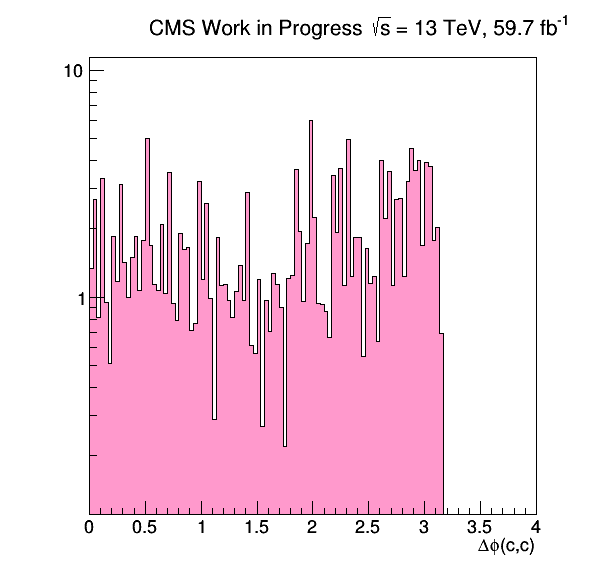 CMS Work in Progress √s = 13 TeV, 59.7 fb⁻¹
10
1
0 0.5 1 1.5 2 2.5 3 3.5 4
Δϕ(c,c)